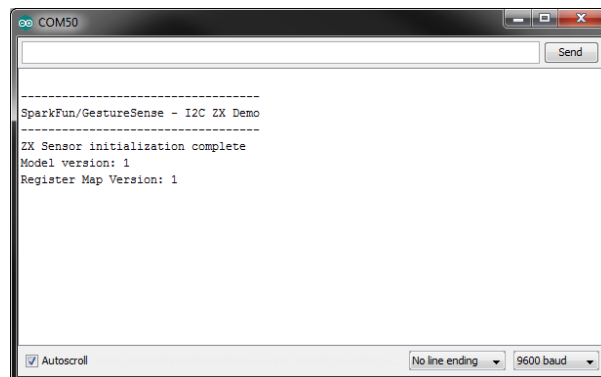 COM50
Send
----------------------------------
SparkFun/GestureSense - I2C ZX Demo
----------------------------------
ZX Sensor initialization complete
Model version: 1
Register Map Version: 1
Autoscroll
No line ending
9600 baud